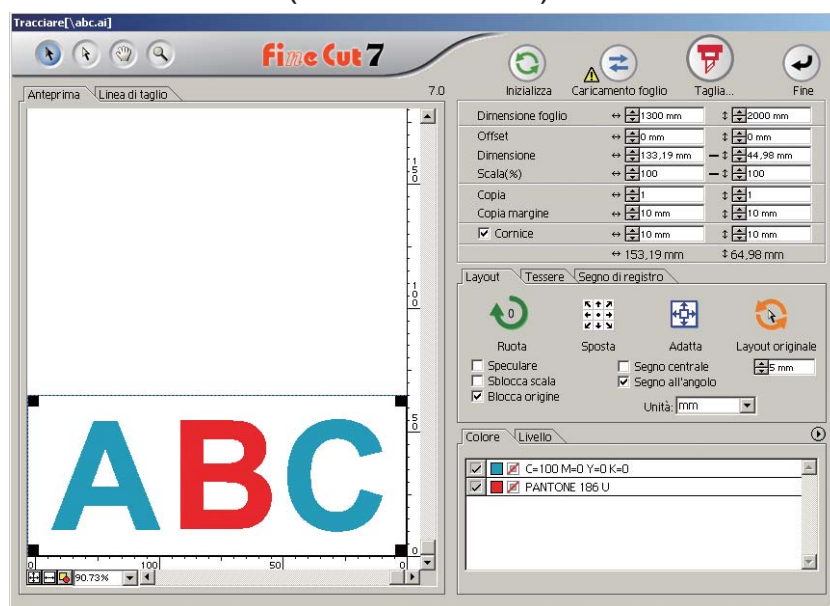 Tracciare[\abc.ai]
FineCut 7
Inizializza
Caricamento foglio
Taglia...
Fine
Anteprima
Linea di taglio
7.0
Dimensione foglio 1300 mm 2000 mm
Offset 0 mm 0 mm
Dimensione 133,19 mm 44,98 mm
Scala(%) 100 100
Copia 1 1
Copia margine 10 mm 10 mm
Cornice 10 mm 10 mm
153,19 mm 64,98 mm
Layout Tessere Segno di registro
0
Ruota Sposta Adatta Layout originale
Speculare Segno centrale 5 mm
Sblocca scala Segno all'angolo
Blocca origine
Unità: mm
Colore Livello
C=100 M=0 Y=0 K=0
PANTONE 186 U
150
100
50
0
ABC
0 100 50 0
90.73%